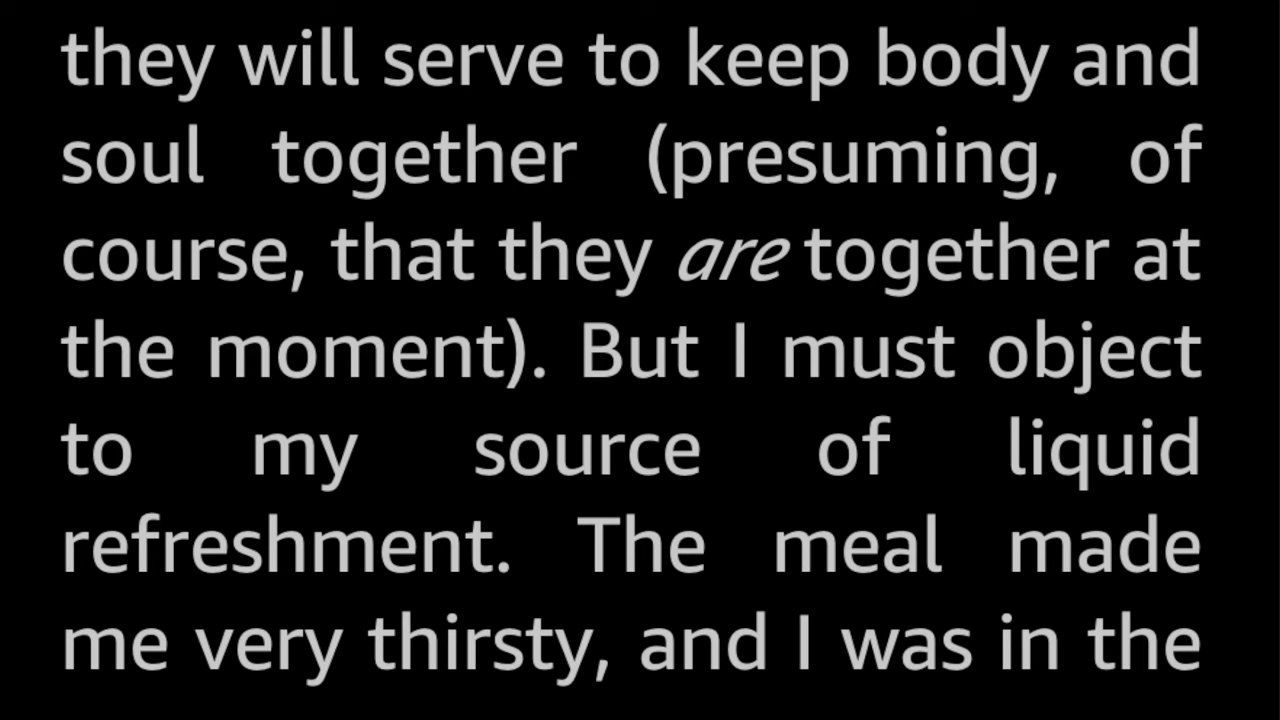 they will serve to keep body and
soul together (presuming, of
course, that they are together at
the moment). But I must object
to my source of liquid
refreshment. The meal made
me very thirsty, and I was in the